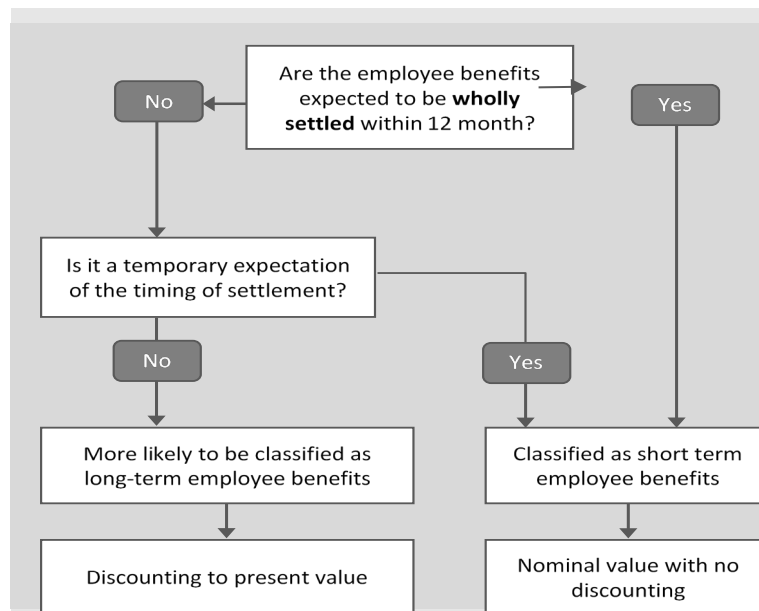 Are the employee benefits
expected to be wholly
settled within 12 month?
No
Yes
Is it a temporary expectation
of the timing of settlement?
No
Yes
More likely to be classified as
long-term employee benefits
Classified as short term
employee benefits
Discounting to present value
Nominal value with no
discounting